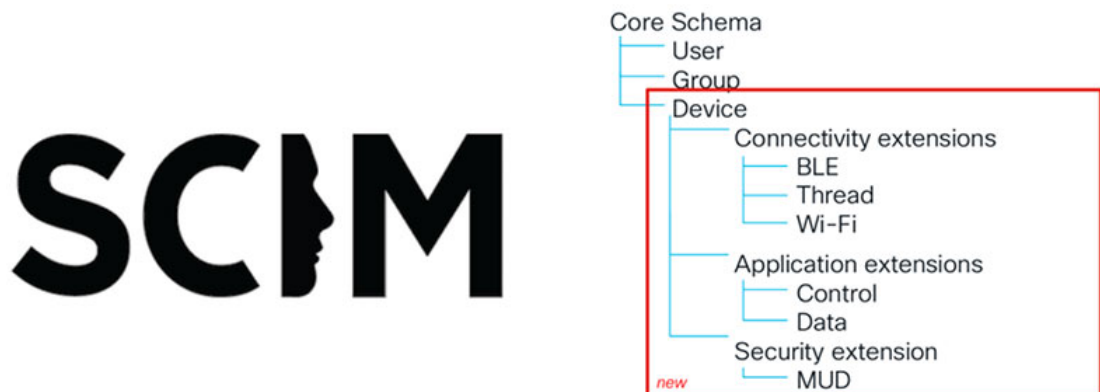 SCIM
Core Schema
User
Group
Device
Connectivity extensions
BLE
Thread
Wi-Fi
Application extensions
Control
Data
Security extension
new
MUD